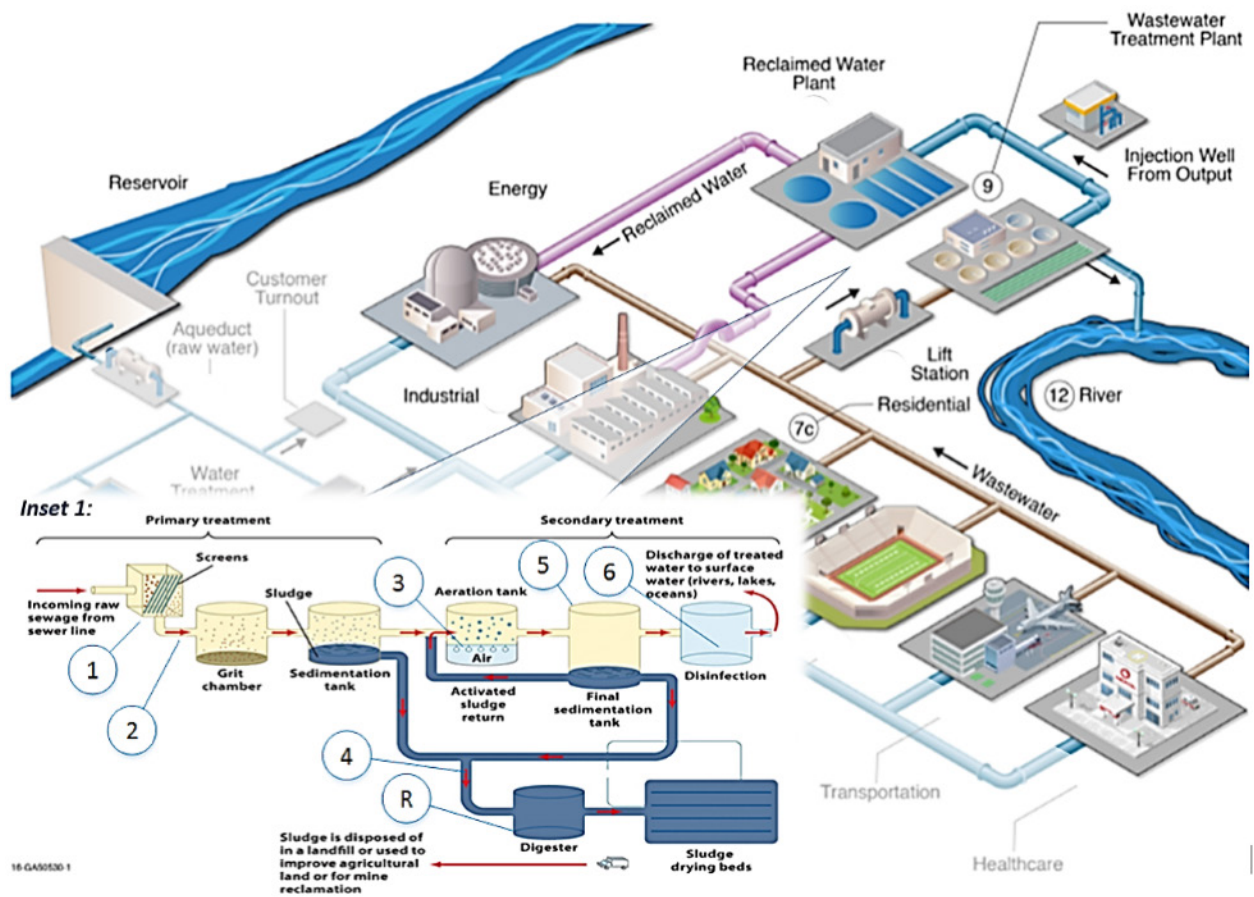 Wastewater
Treatment Plant
Reclaimed Water
Plant
Reservoir
Energy
Reclaimed Water
9
Injection Well
From Output
Customer
Turnout
Aqueduct
(raw water)
Industrial
Lift
Station
12
River
Residential
7c
Water
Treatment
Wastewater
Inset 1:
Primary treatment
Secondary treatment
Screens
Sludge
3
Aeration tank
5
6
Discharge of treated
water to surface
water (rivers, lakes,
oceans)
Incoming raw
sewage from
sewer line
1
2
Grit
chamber
Sedimentation
tank
Air
Activated
sludge
return
Final
sedimentation
tank
Disinfection
4
R
Digester
Sludge
drying beds
Sludge is disposed of
in a landfill or used to
improve agricultural
land or for mine
reclamation
Transportation
Healthcare
16-GA50530-1